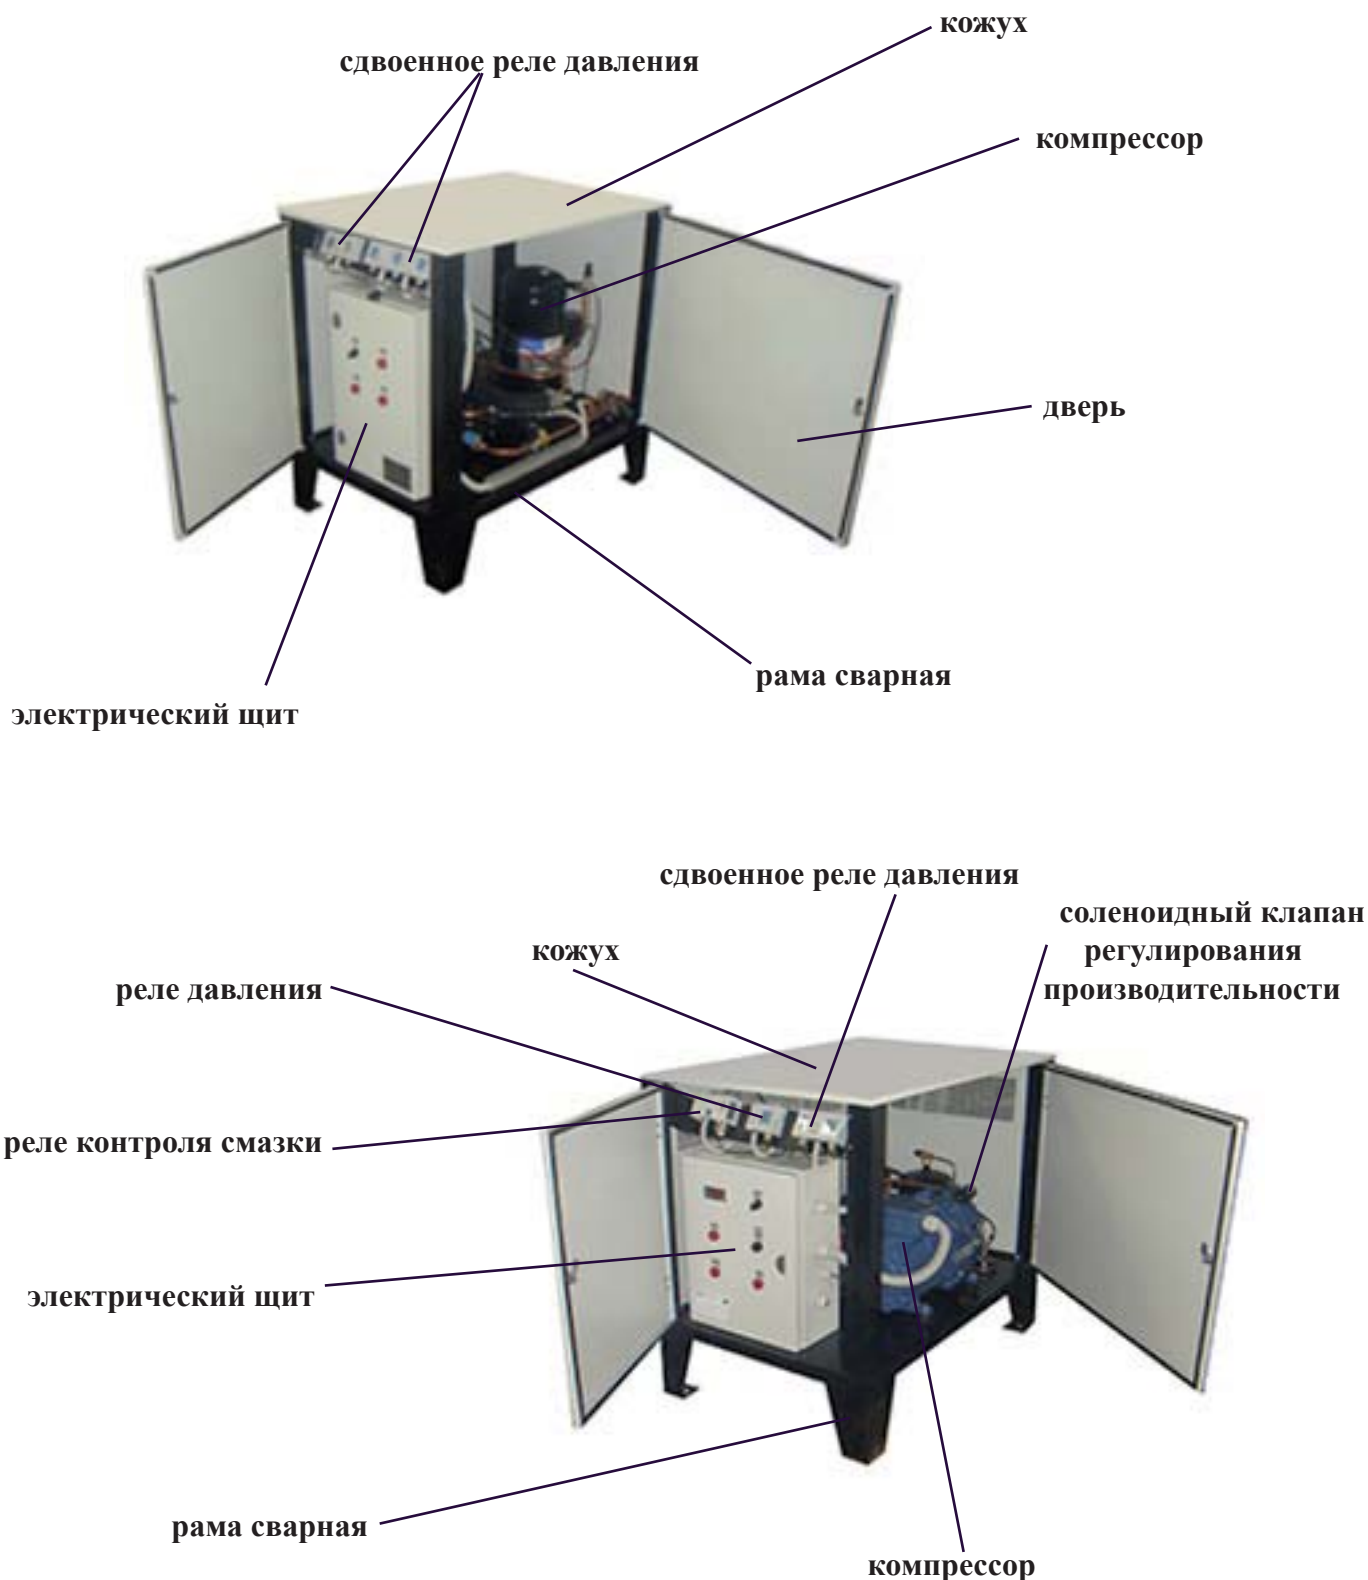 кожух
сдвоенное реле давления
компрессор
дверь
рама сварная
электрический щит
сдвоенное реле давления
соленоидный клапан
регулирования
производительности
кожух
реле давления
реле контроля смазки
электрический щит
рама сварная
компрессор